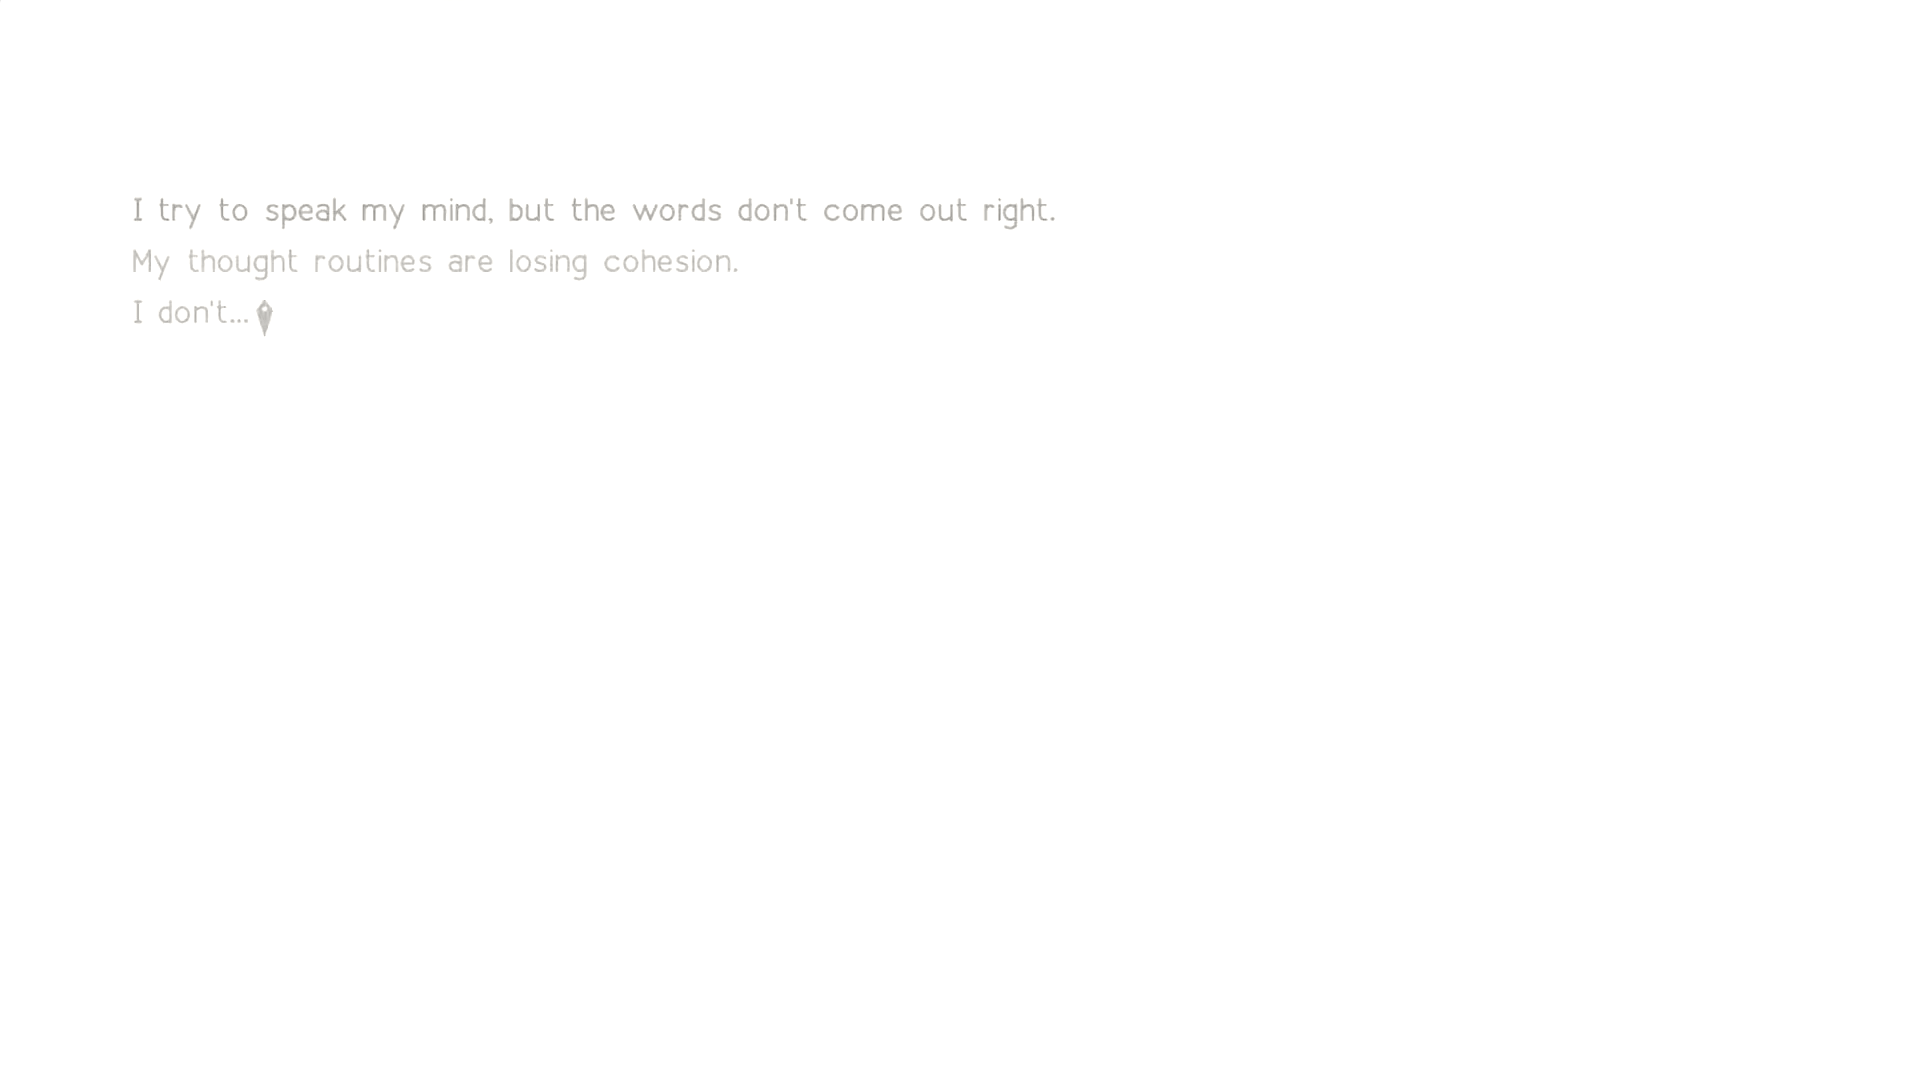 I try to speak my mind, but the words don't come out right.
My thought routines are losing cohesion.
I don't...